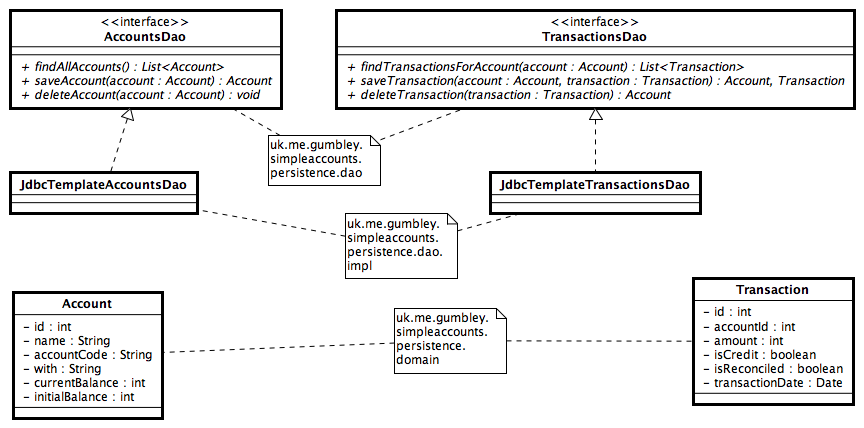 <<interface>>
AccountsDao
+ findAllAccounts() : List<Account>
+ saveAccount(account : Account) : Account
+ deleteAccount(account : Account) : void
<<interface>>
TransactionsDao
+ findTransactionsForAccount(account : Account) : List<Transaction>
+ saveTransaction(account : Account, transaction : Transaction) : Account, Transaction
+ deleteTransaction(transaction : Transaction) : Account
uk.me.gumbley.
simpleaccounts.
persistence.dao
JdbcTemplateAccountsDao
JdbcTemplateTransactionsDao
uk.me.gumbley.
simpleaccounts.
persistence.dao.
impl
Account
- id : int
- name : String
- accountCode : String
- with : String
- currentBalance : int
- initialBalance : int
uk.me.gumbley.
simpleaccounts.
persistence.
domain
Transaction
- id : int
- accountId : int
- amount : int
- isCredit : boolean
- isReconciled : boolean
- transactionDate : Date